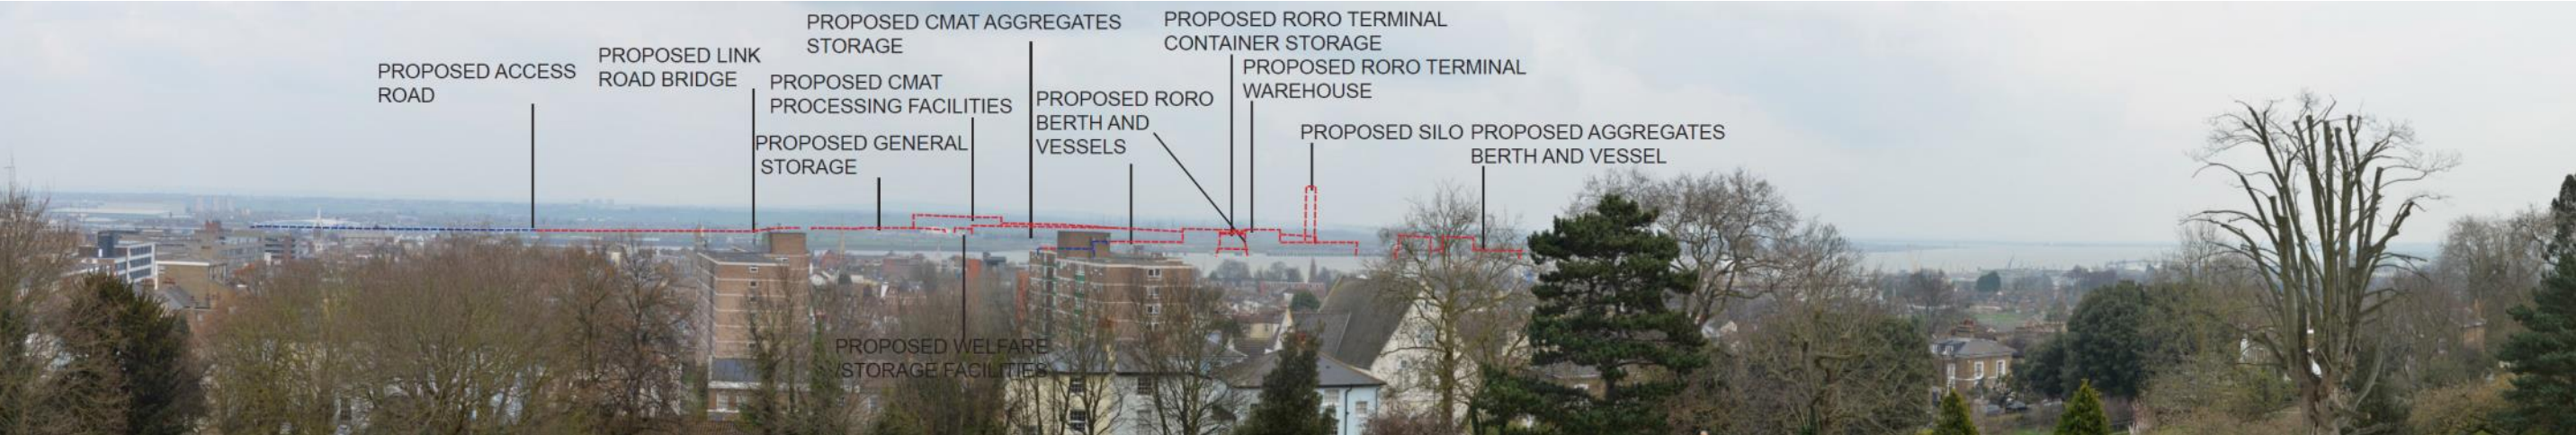 PROPOSED ACCESS
ROAD
PROPOSED LINK
ROAD BRIDGE
PROPOSED CMAT AGGREGATES
STORAGE
PROPOSED CMAT
PROCESSING FACILITIES
PROPOSED GENERAL
STORAGE
PROPOSED WELFARE
/STORAGE FACILITIES
PROPOSED RORO
BERTH AND
VESSELS
PROPOSED RORO TERMINAL
CONTAINER STORAGE
PROPOSED RORO TERMINAL
WAREHOUSE
PROPOSED SILO
PROPOSED AGGREGATES
BERTH AND VESSEL